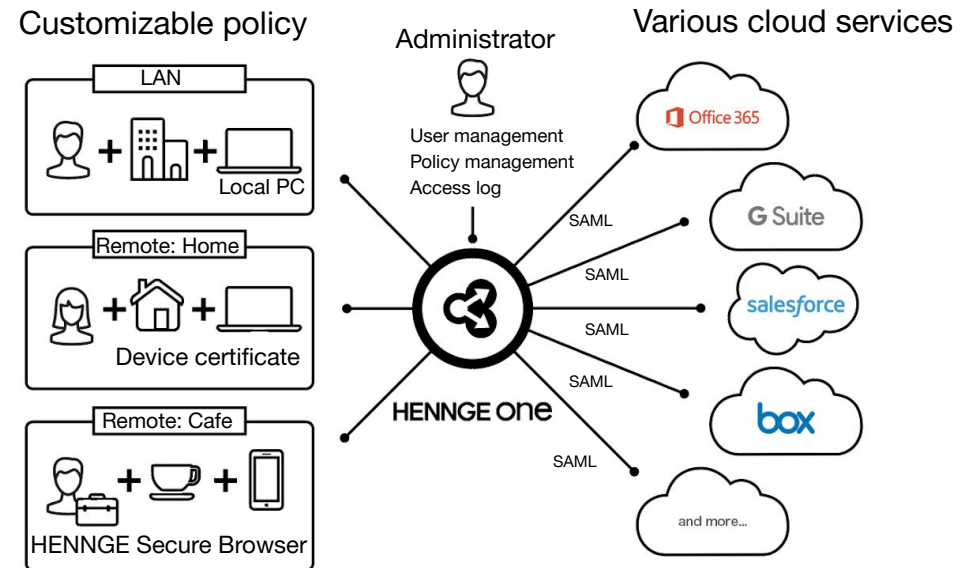 Customizable policy
Administrator
Various cloud services
LAN
Local PC
Remote: Home
Device certificate
Remote: Cafe
HENNGE Secure Browser
User management
Policy management
Access log
HENNGE one
SAML
SAML
SAML
SAML
SAML
Office 365
G Suite
salesforce
box
and more...